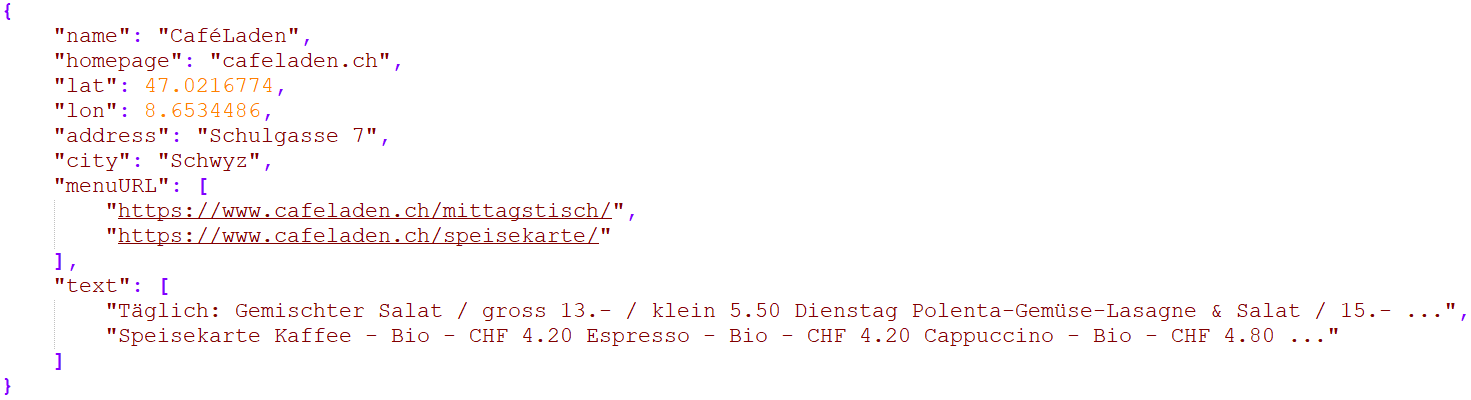 {
    "name": "CaféLaden",
    "homepage": "cafeladen.ch",
    "lat": 47.0216774,
    "lon": 8.6534486,
    "address": "Schulgasse 7",
    "city": "Schwyz",
    "menuURL": [
        "https://www.cafeladen.ch/mittagstisch/",
        "https://www.cafeladen.ch/speisekarte/"
    ],
    "text": [
        "Täglich: Gemischter Salat / gross 13.- / klein 5.50 Dienstag Polenta-Gemüse-Lasagne & Salat / 15.- ...",
        "Speisekarte Kaffee - Bio - CHF 4.20 Espresso - Bio - CHF 4.20 Cappuccino - Bio - CHF 4.80 ..."
    ]
}